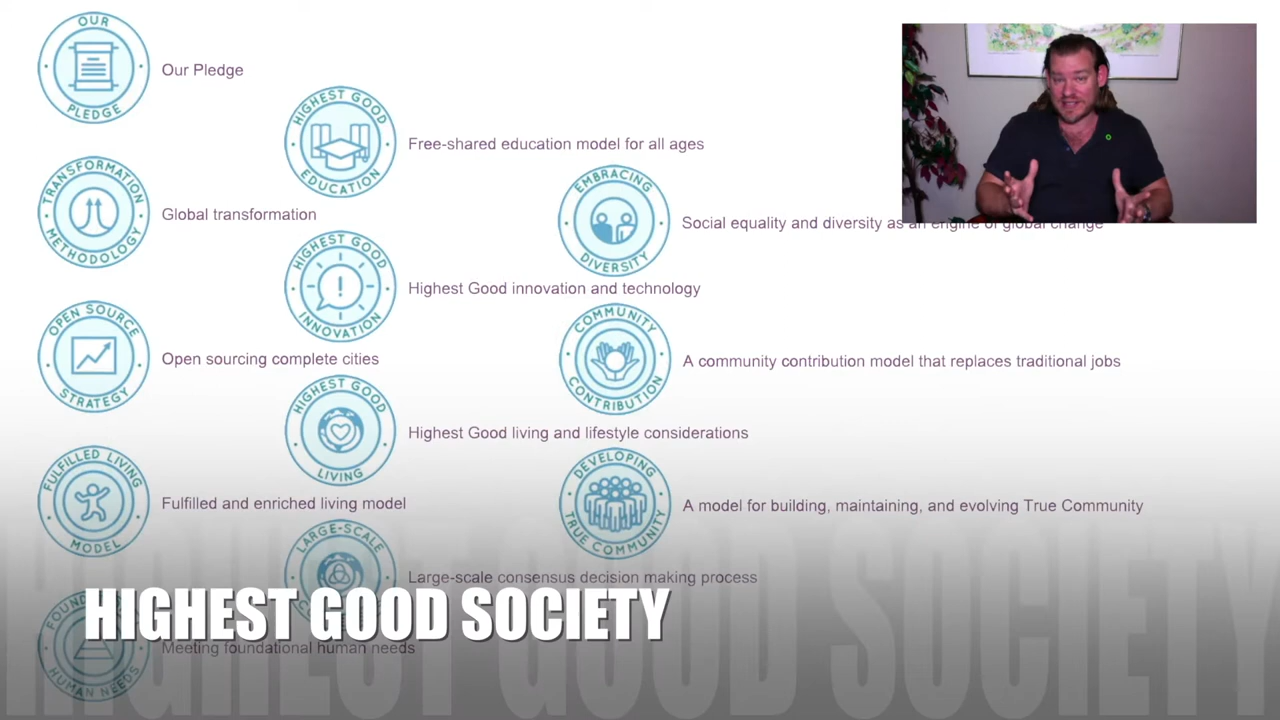 OUR
PLEDGE
Our Pledge
HIGHEST GOOD
EDUCATION
Free-shared education model for all ages
TRANSFORMATION
METHODOLOGY
Global transformation
EMBRACING
DIVERSITY
Social equality and diversity as an engine of global change
HIGHEST GOOD
INNOVATION
Highest Good innovation and technology
OPEN SOURCE
STRATEGY
Open sourcing complete cities
COMMUNITY
CONTRIBUTION
A community contribution model that replaces traditional jobs
HIGHEST GOOD
LIVING
Highest Good living and lifestyle considerations
FULFILLED LIVING
MODEL
Fulfilled and enriched living model
DEVELOPING
TRUE COMMUNITY
A model for building, maintaining, and evolving True Community
LARGE-SCALE
Large-scale consensus decision making process
HIGHEST GOOD SOCIETY
HUMAN NEEDS
Meeting foundational human needs
HIGHEST GOOD SOCIETY